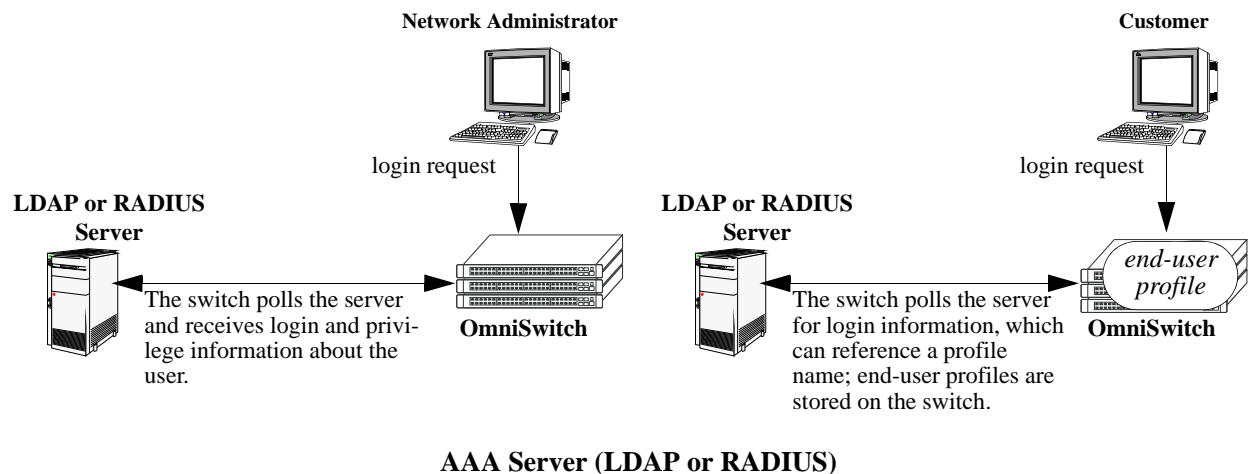 Network Administrator
login request
LDAP or RADIUS
Server
The switch polls the server
and receives login and privi-
lege information about the
user.
OmniSwitch
Customer
login request
LDAP or RADIUS
Server
end-user
profile
The switch polls the server
for login information, which
can reference a profile
name; end-user profiles are
stored on the switch.
OmniSwitch
AAA Server (LDAP or RADIUS)